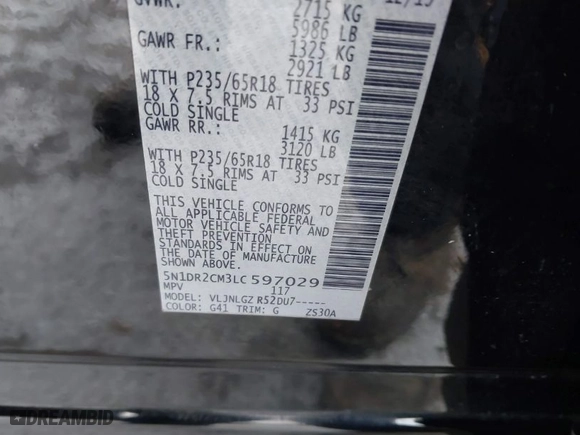 GVWR: 2715 KG 12/19
5986 LB
GAWR FR.: 1325 KG
2921 LB
WITH P235/65R18 TIRES
18 X 7.5 RIMS AT 33 PSI
COLD SINGLE
GAWR RR.: 1415 KG
3120 LB
WITH P235/65R18 TIRES
18 X 7.5 RIMS AT 33 PSI
COLD SINGLE
THIS VEHICLE CONFORMS TO
ALL APPLICABLE FEDERAL
MOTOR VEHICLE SAFETY AND
THEFT PREVENTION
STANDARDS IN EFFECT ON
THE DATE OF MANUFACTURE
SHOWN ABOVE.
5N1DR2CM3LC597029
MPV 117
MODEL: VLJNLGZ R52DU7-----
COLOR: G41 TRIM: G ZS30A
DREAMBID